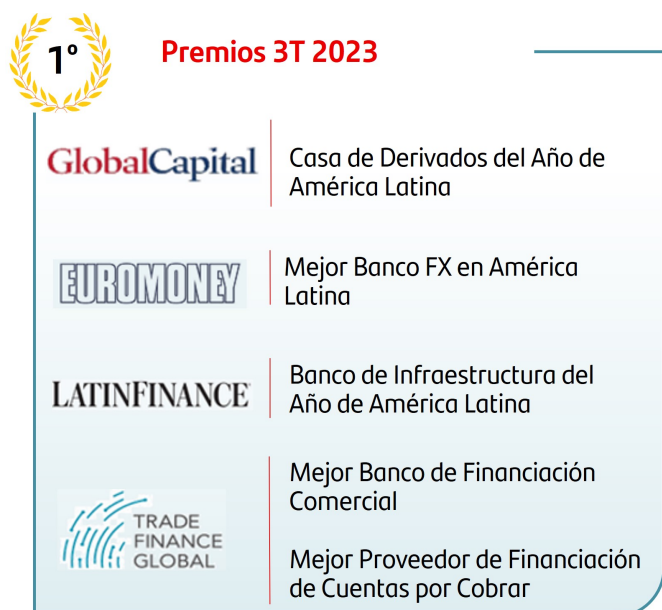 1°
Premios 3T 2023
GlobalCapital
Casa de Derivados del Año de
América Latina
EUROMONEY
Mejor Banco FX en América
Latina
LATINFINANCE
Banco de Infraestructura del
Año de América Latina
TRADE
FINANCE
GLOBAL
Mejor Banco de Financiación
Comercial
Mejor Proveedor de Financiación
de Cuentas por Cobrar